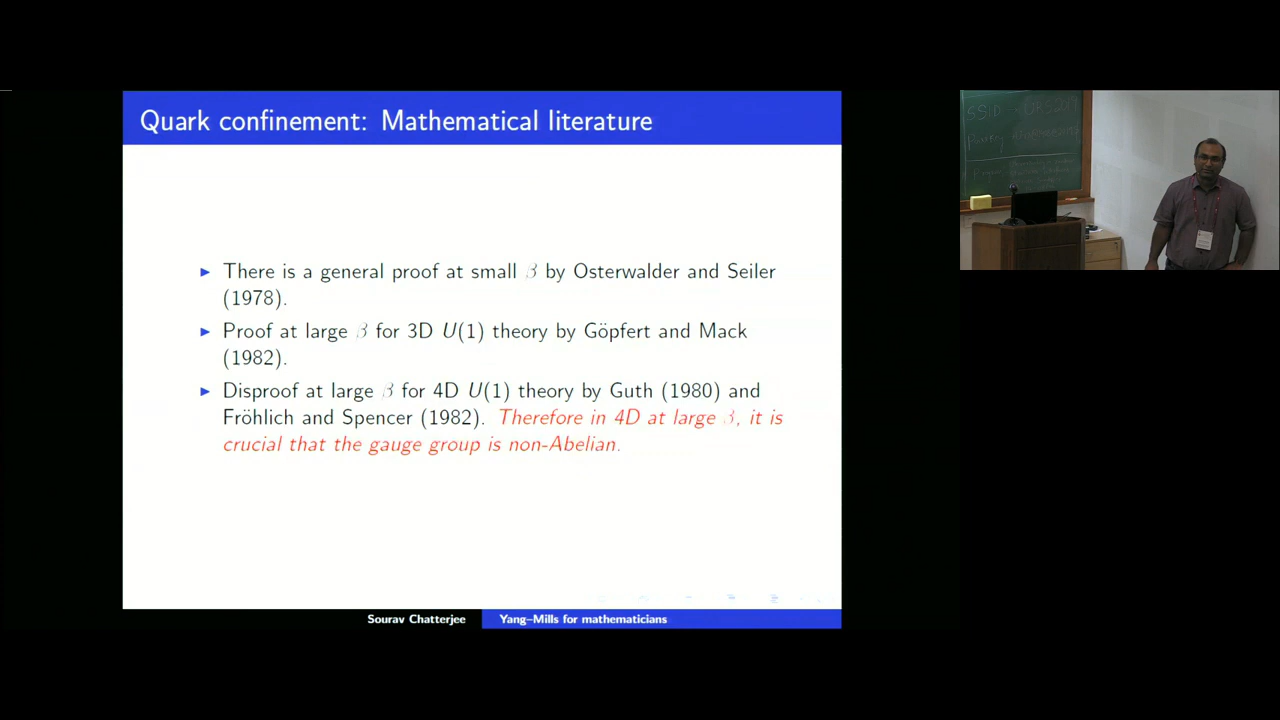 Quark confinement: Mathematical literature
▶ There is a general proof at small β by Osterwalder and Seiler
(1978).
▶ Proof at large β for 3D U(1) theory by Göpfert and Mack
(1982).
▶ Disproof at large β for 4D U(1) theory by Guth (1980) and
Fröhlich and Spencer (1982). Therefore in 4D at large β, it is
crucial that the gauge group is non-Abelian.
Sourav Chatterjee
Yang–Mills for mathematicians
SSID